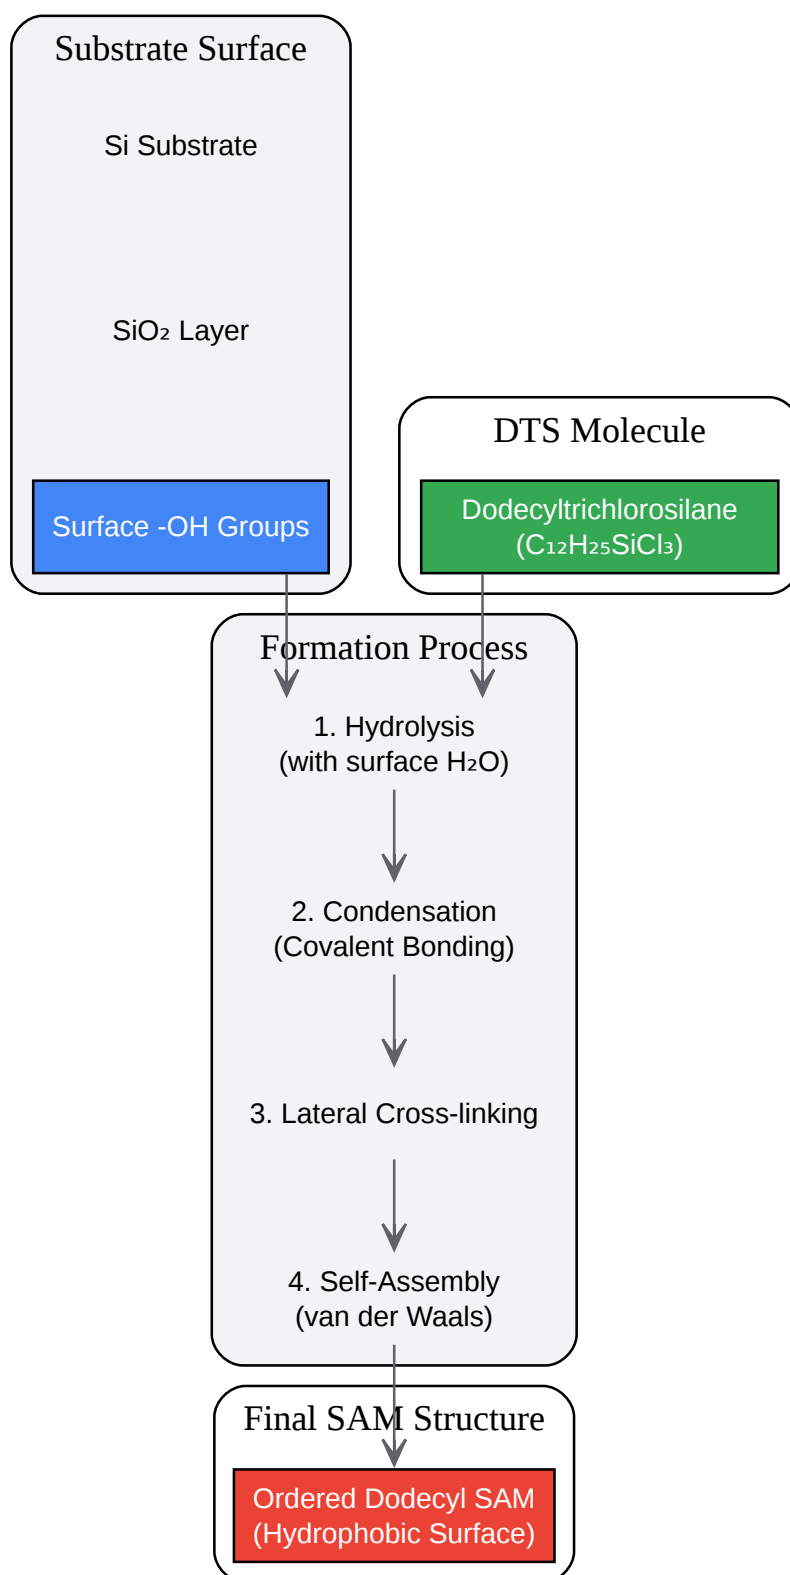 Substrate Surface
Si Substrate
SiO₂ Layer
Surface -OH Groups
DTS Molecule
Dodecyltrichlorosilane
(C₁₂H₂₅SiCl₃)
Formation Process
1. Hydrolysis
(with surface H₂O)
2. Condensation
(Covalent Bonding)
3. Lateral Cross-linking
4. Self-Assembly
(van der Waals)
Final SAM Structure
Ordered Dodecyl SAM
(Hydrophobic Surface)